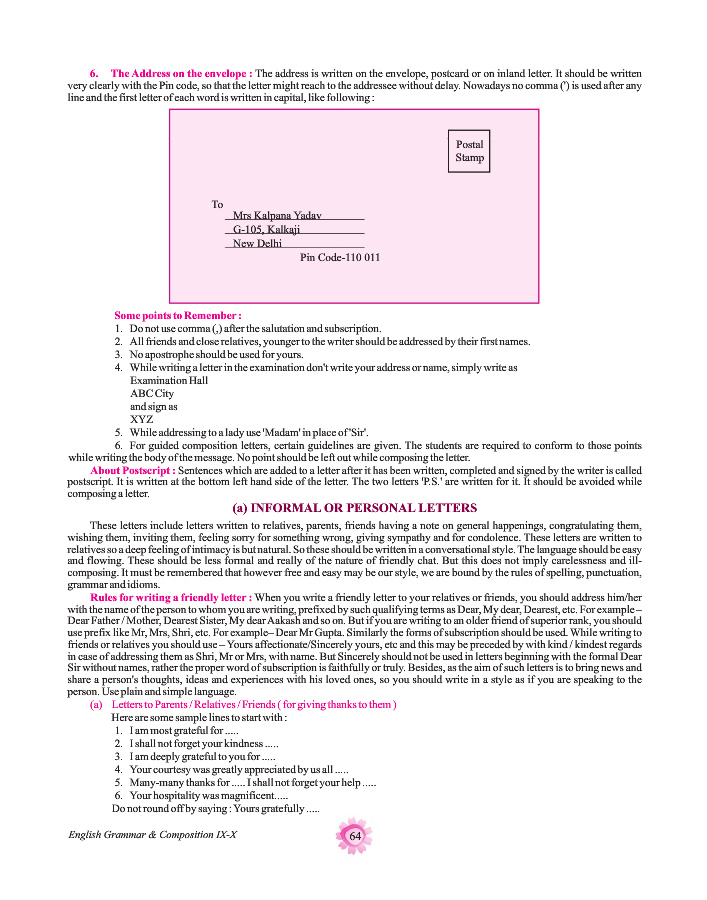 6. The Address on the envelope : The address is written on the envelope, postcard or on inland letter. It should be written
very clearly with the Pin code, so that the letter might reach to the addressee without delay. Nowadays no comma (') is used after any
line and the first letter of each word is written in capital, like following :
Postal
Stamp
To
Mrs Kalpana Yadav
G-105, Kalkaji
New Delhi
Pin Code-110 011
Some points to Remember :
1. Do not use comma (,) after the salutation and subscription.
2. All friends and close relatives, younger to the writer should be addressed by their first names.
3. No apostrophe should be used for yours.
4. While writing a letter in the examination don't write your address or name, simply write as
Examination Hall
ABC City
and sign as
XYZ
5. While addressing to a lady use 'Madam' in place of 'Sir'.
6. For guided composition letters, certain guidelines are given. The students are required to conform to those points
while writing the body of the message. No point should be left out while composing the letter.
About Postscript : Sentences which are added to a letter after it has been written, completed and signed by the writer is called
postscript. It is written at the bottom left hand side of the letter. The two letters 'P.S.' are written for it. It should be avoided while
composing a letter.
(a) INFORMAL OR PERSONAL LETTERS
These letters include letters written to relatives, parents, friends having a note on general happenings, congratulating them,
wishing them, inviting them, feeling sorry for something wrong, giving sympathy and for condolence. These letters are written to
relatives so a deep feeling of intimacy is but natural. So these should be written in a conversational style. The language should be easy
and flowing. These should be less formal and really of the nature of friendly chat. But this does not imply carelessness and ill-
composing. It must be remembered that however free and easy may be our style, we are bound by the rules of spelling, punctuation,
grammar and idioms.
Rules for writing a friendly letter : When you write a friendly letter to your relatives or friends, you should address him/her
with the name of the person to whom you are writing, prefixed by such qualifying terms as Dear, My dear, Dearest, etc. For example –
Dear Father / Mother, Dearest Sister, My dear Aakash and so on. But if you are writing to an older friend of superior rank, you should
use prefix like Mr, Mrs, Shri, etc. For example– Dear Mr Gupta. Similarly the forms of subscription should be used. While writing to
friends or relatives you should use – Yours affectionate/Sincerely yours, etc and this may be preceded by with kind / kindest regards
in case of addressing them as Shri, Mr or Mrs, with name. But Sincerely should not be used in letters beginning with the formal Dear
Sir without names, rather the proper word of subscription is faithfully or truly. Besides, as the aim of such letters is to bring news and
share a person's thoughts, ideas and experiences with his loved ones, so you should write in a style as if you are speaking to the
person. Use plain and simple language.
(a) Letters to Parents / Relatives / Friends ( for giving thanks to them )
Here are some sample lines to start with :
1. I am most grateful for .....
2. I shall not forget your kindness .....
3. I am deeply grateful to you for .....
4. Your courtesy was greatly appreciated by us all .....
5. Many-many thanks for ..... I shall not forget your help .....
6. Your hospitality was magnificent.....
Do not round off by saying : Yours gratefully .....
English Grammar & Composition IX-X
64